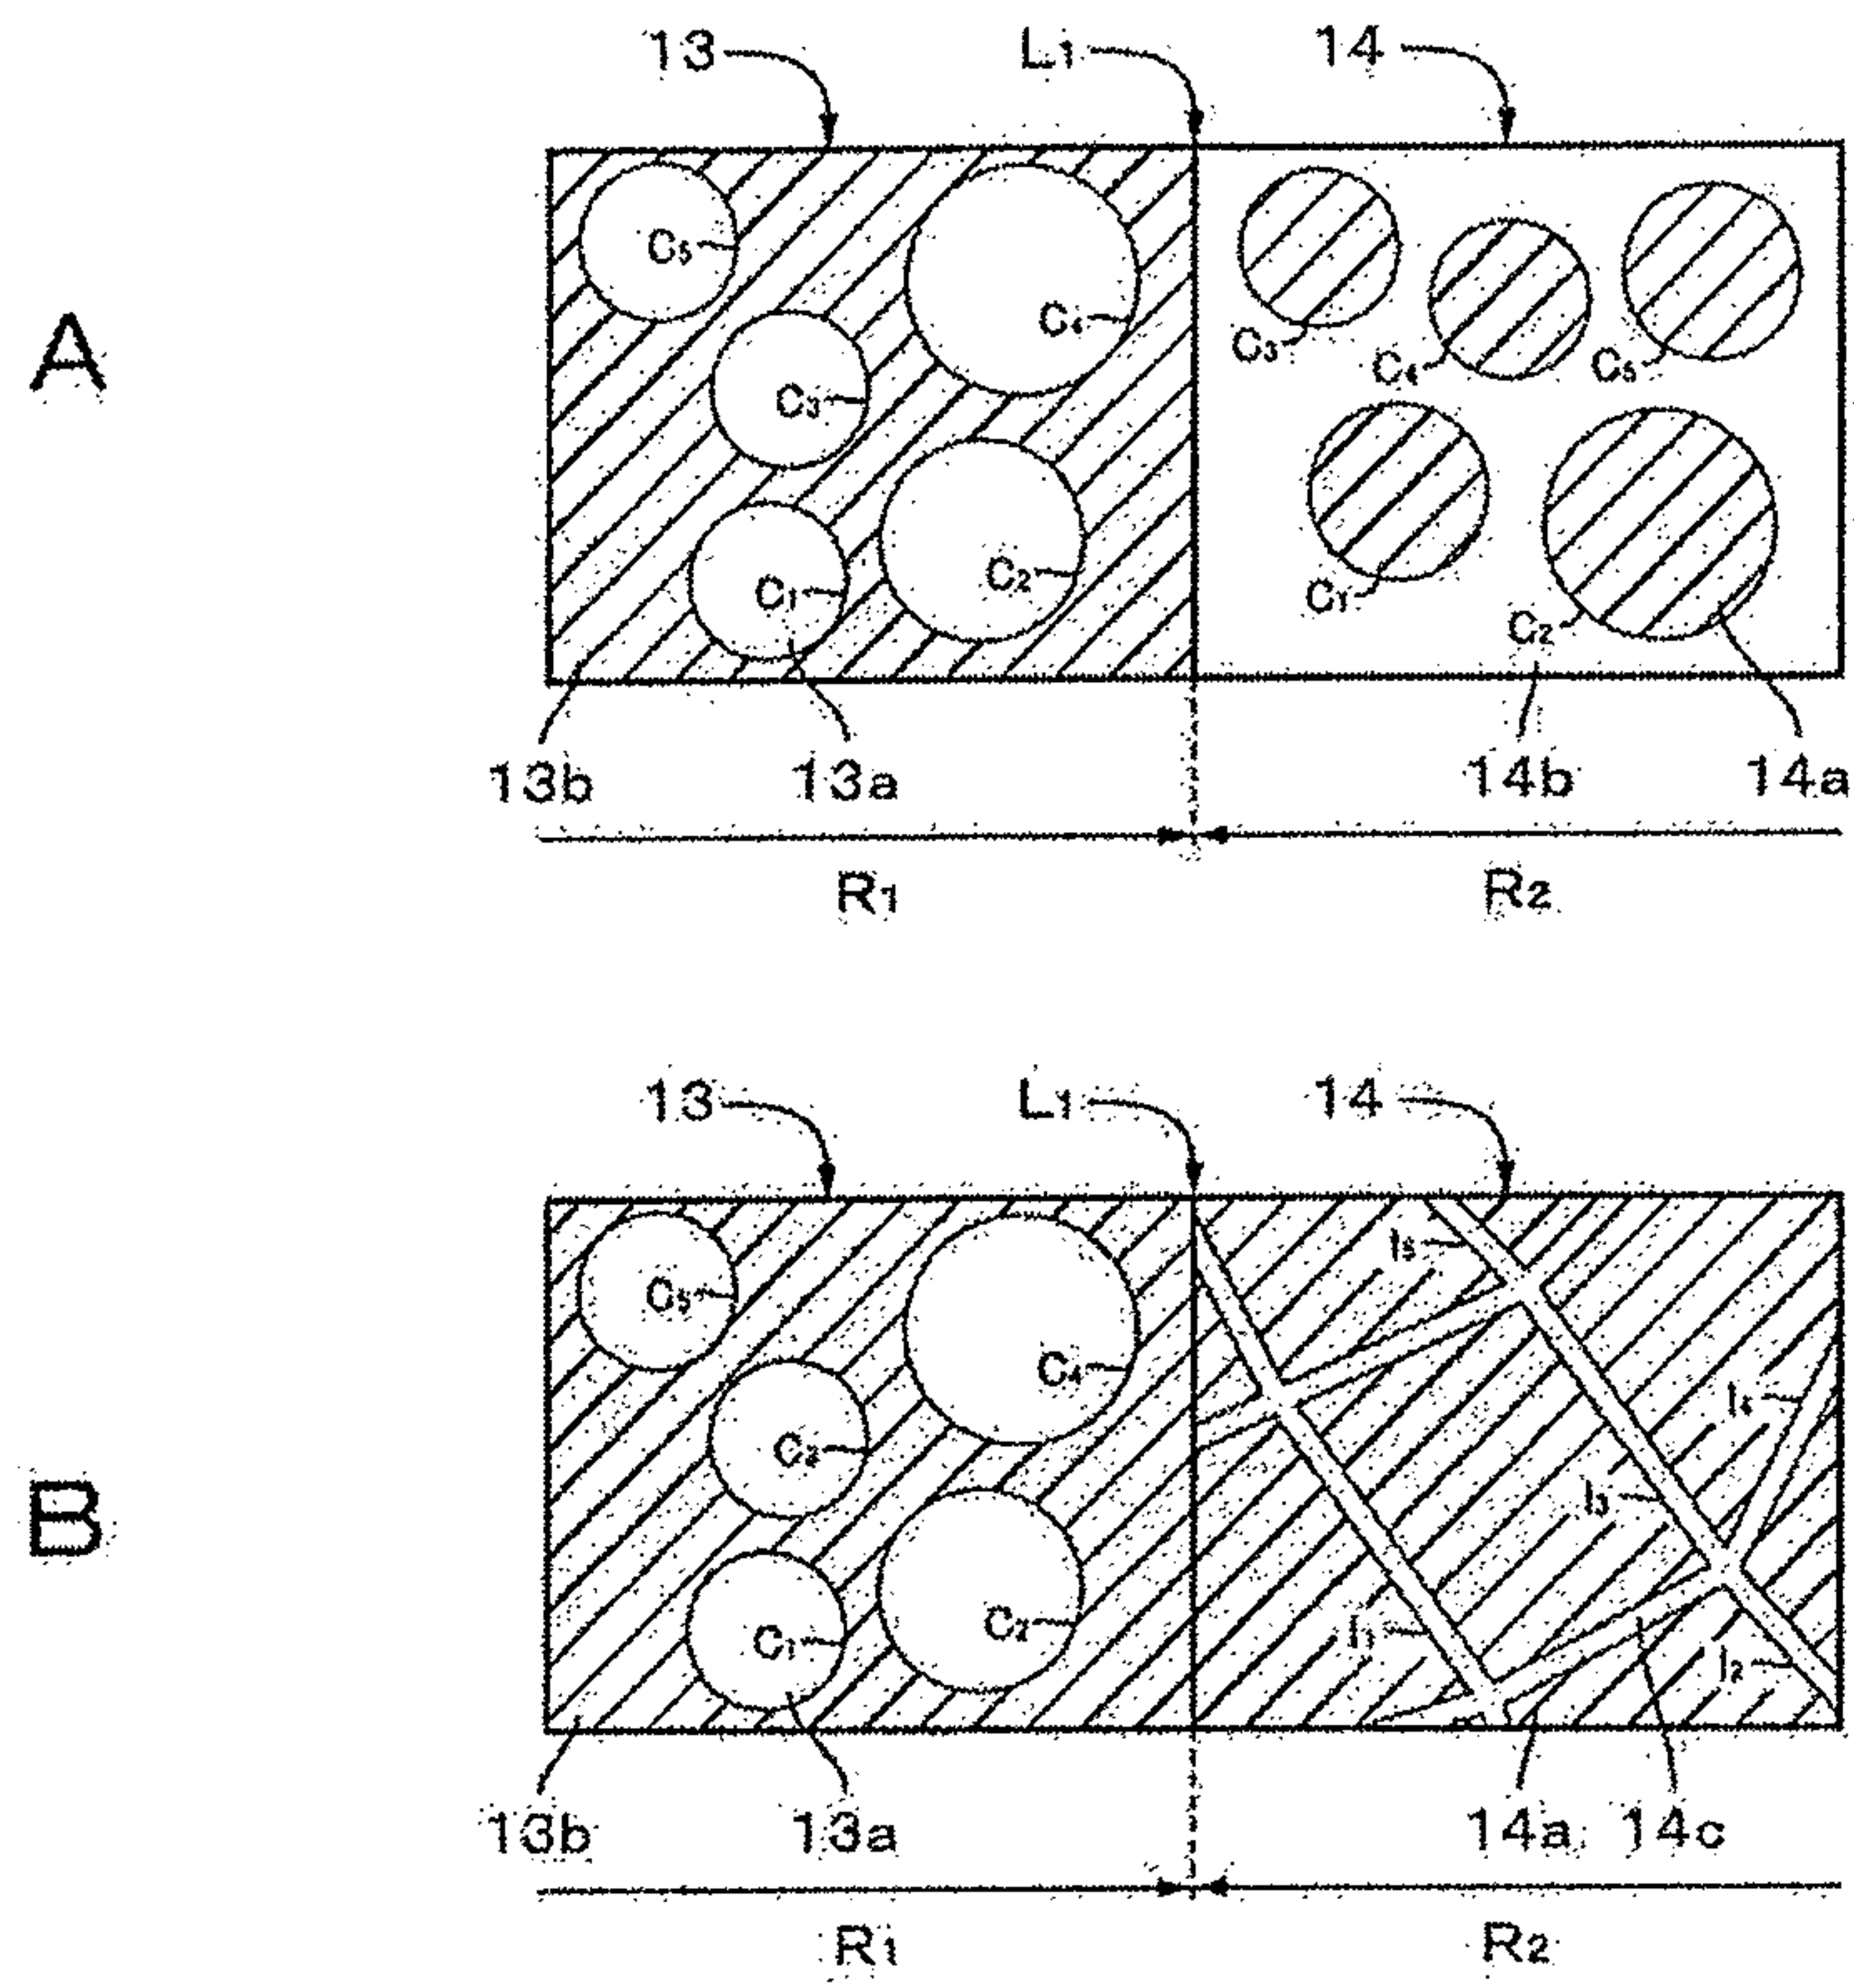 13 L1 14
A
C5 C4 C3 C4 C5
C3
C1 C2 C1 C2
13b 13a 14b 14a
R1 R2
13 L1 14
B
C5 C4 l5 l4
C3 l3
C1 C2 l1 l2
13b 13a 14a 14c
R1 R2